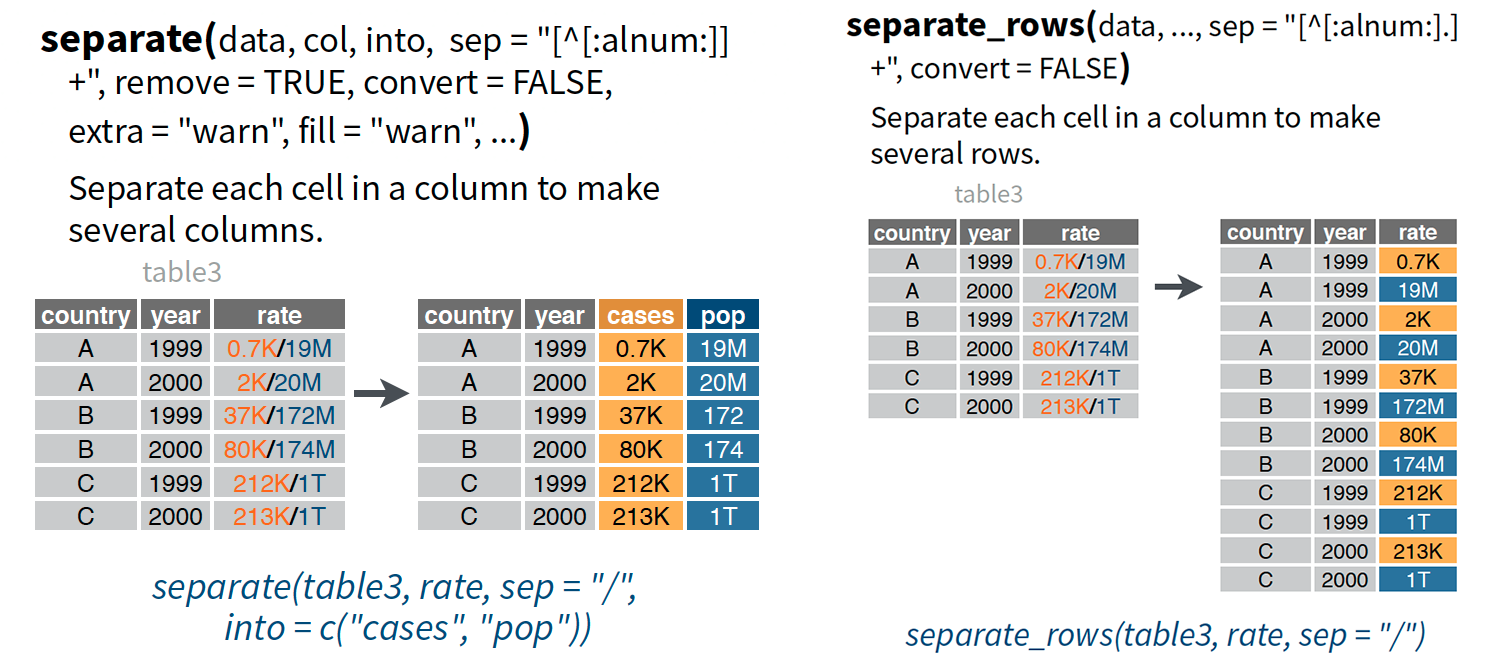 separate(data, col, into, sep = "[^[:alnum:]]
+", remove = TRUE, convert = FALSE,
extra = "warn", fill = "warn", ...)
Separate each cell in a column to make
several columns.
table3
country year rate
A 1999 0.7K/19M
A 2000 2K/20M
B 1999 37K/172M
B 2000 80K/174M
C 1999 212K/1T
C 2000 213K/1T
country year cases pop
A 1999 0.7K 19M
A 2000 2K 20M
B 1999 37K 172
B 2000 80K 174
C 1999 212K 1T
C 2000 213K 1T
separate(table3, rate, sep = "/",
into = c("cases", "pop"))
separate_rows(data, ..., sep = "[^[:alnum:].]
+", convert = FALSE)
Separate each cell in a column to make
several rows.
table3
country year rate
A 1999 0.7K/19M
A 2000 2K/20M
B 1999 37K/172M
B 2000 80K/174M
C 1999 212K/1T
C 2000 213K/1T
country year rate
A 1999 0.7K
A 1999 19M
A 2000 2K
A 2000 20M
B 1999 37K
B 1999 172M
B 2000 80K
B 2000 174M
C 1999 212K
C 1999 1T
C 2000 213K
C 2000 1T
separate_rows(table3, rate, sep = "/")